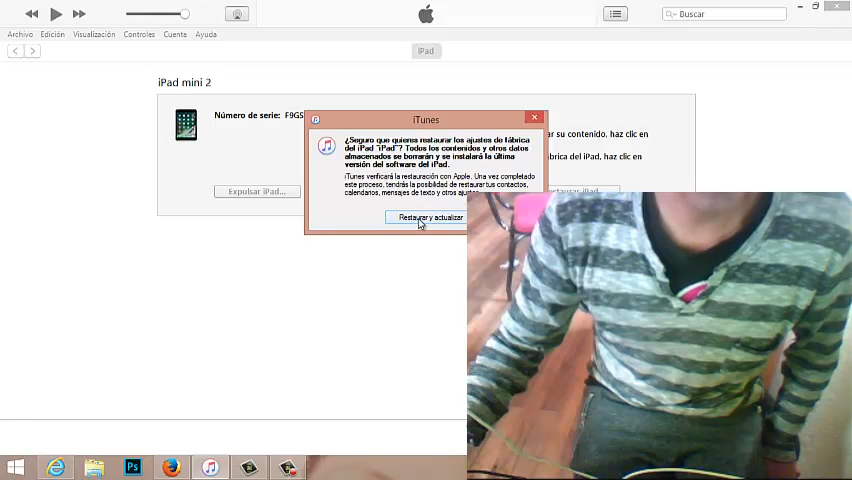 Buscar
Archivo Edición Visualización Controles Cuenta Ayuda
iPad
iPad mini 2
Número de serie: F9GS
iTunes
¿Seguro que quieres restaurar los ajustes de fábrica
del iPad "iPad"? Todos los contenidos y otros datos
almacenados se borrarán y se instalará la última
versión del software del iPad.
iTunes verificará la restauración con Apple. Una vez completado
este proceso, tendrás la posibilidad de restaurar tus contactos,
calendarios, mensajes de texto y otros
Restaurar y actualizar
ar su contenido, haz clic en
ábrica del iPad, haz clic en
Expulsar iPad...
Ps